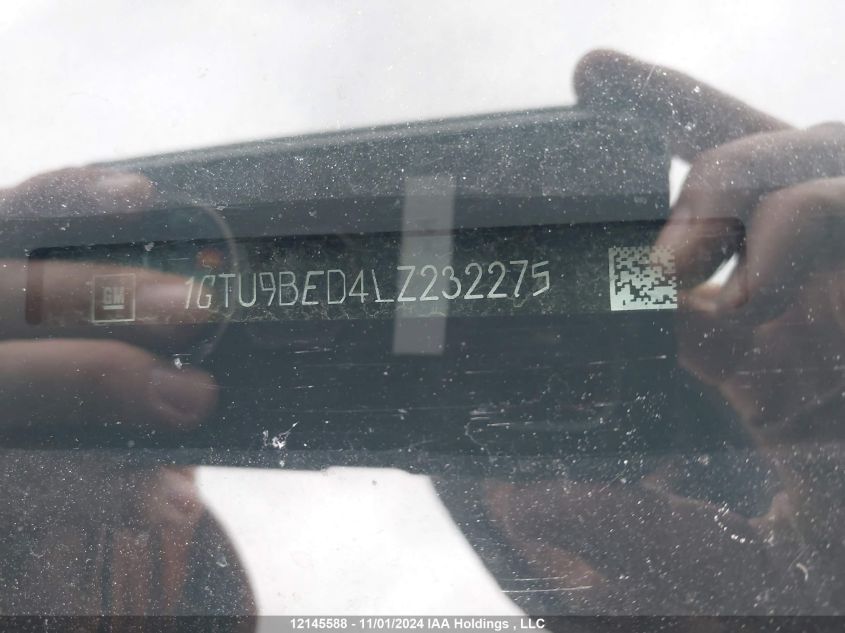 GM 1GTU9BED4LZ232275
12145588 - 11/01/2024 IAA Holdings , LLC